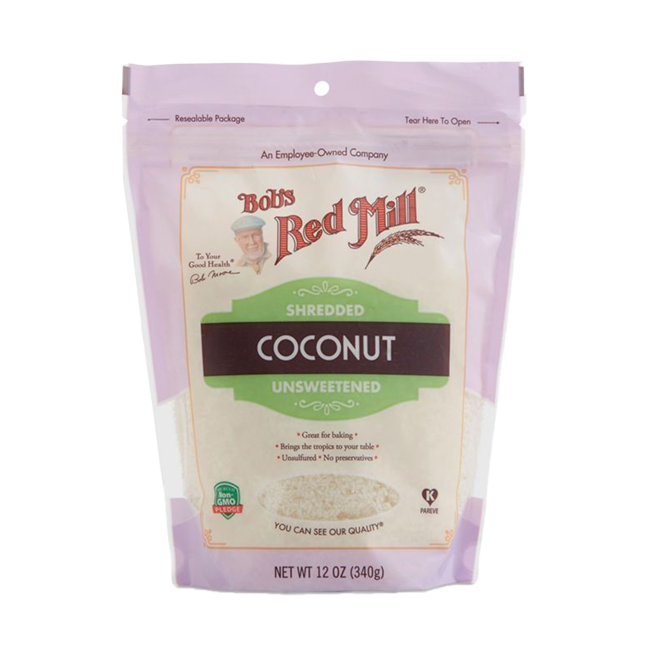 Resealable Package
Tear Here To Open
An Employee-Owned Company
Bob's
Red Mill®
To Your
Good Health®
Bob Moore
SHREDDED
COCONUT
UNSWEETENED
• Great for baking •
• Brings the tropics to your table •
• Unsulfured • No preservatives •
Non-
GMO
PLEDGE
K
PAREVE
YOU CAN SEE OUR QUALITY®
NET WT 12 OZ (340g)